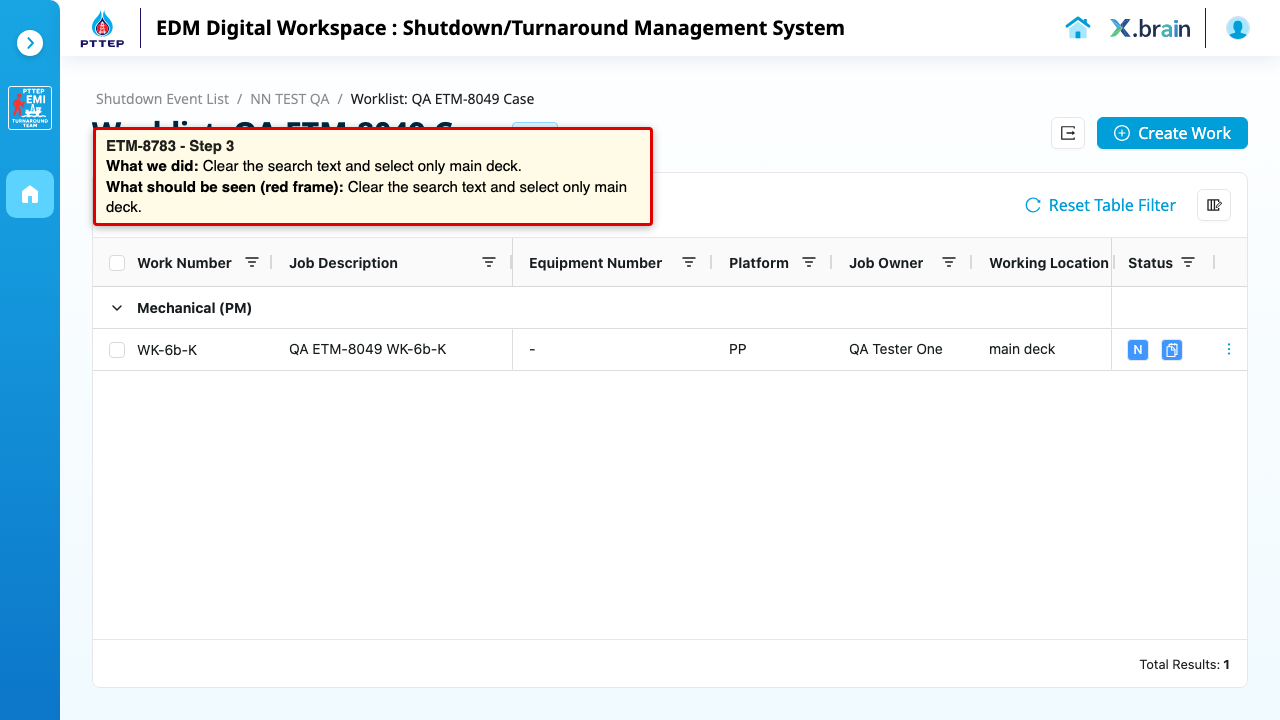 PTTEP
EDM Digital Workspace : Shutdown/Turnaround Management System
X.brain
PTTEP
EMI
TURNAROUND
TEAM
Shutdown Event List / NN TEST QA / Worklist: QA ETM-8049 Case
Create Work
ETM-8783 - Step 3
What we did: Clear the search text and select only main deck.
What should be seen (red frame): Clear the search text and select only main
deck.
Reset Table Filter
Work Number Job Description Equipment Number Platform Job Owner Working Location Status
Mechanical (PM)
WK-6b-K QA ETM-8049 WK-6b-K - PP QA Tester One main deck N
Total Results: 1